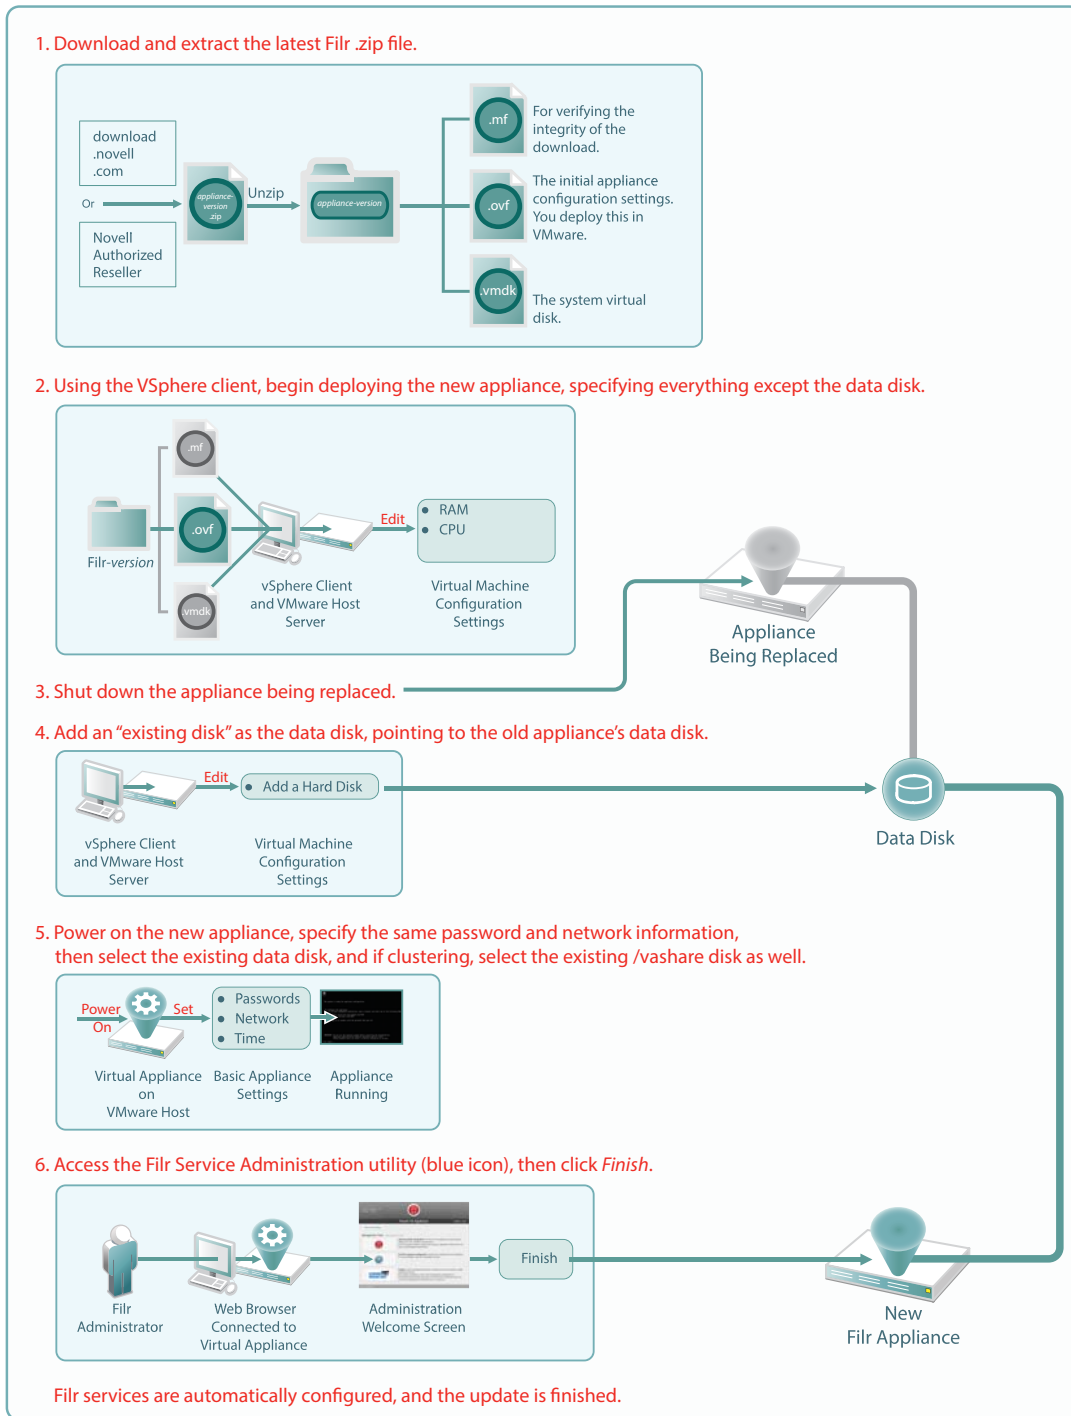 1. Download and extract the latest Filr .zip file.
download
.novell
.com
Or
Novell
Authorized
Reseller
appliance-
version
.zip
Unzip
appliance-version
.mf
For verifying the
integrity of the
download.
.ovf
The initial appliance
configuration settings.
You deploy this in
VMware.
.vmdk
The system virtual
disk.
2. Using the VSphere client, begin deploying the new appliance, specifying everything except the data disk.
.mf
.ovf
.vmdk
Filr-version
vSphere Client
and VMware Host
Server
Edit
• RAM
• CPU
Virtual Machine
Configuration
Settings
Appliance
Being Replaced
3. Shut down the appliance being replaced.
4. Add an “existing disk” as the data disk, pointing to the old appliance’s data disk.
Edit
• Add a Hard Disk
vSphere Client
and VMware Host
Server
Virtual Machine
Configuration
Settings
Data Disk
5. Power on the new appliance, specify the same password and network information,
then select the existing data disk, and if clustering, select the existing /vashare disk as well.
Power
On
Set
• Passwords
• Network
• Time
Virtual Appliance
on
VMware Host
Basic Appliance
Settings
Appliance
Running
6. Access the Filr Service Administration utility (blue icon), then click Finish.
Finish
Filr
Administrator
Web Browser
Connected to
Virtual Appliance
Administration
Welcome Screen
New
Filr Appliance
Filr services are automatically configured, and the update is finished.